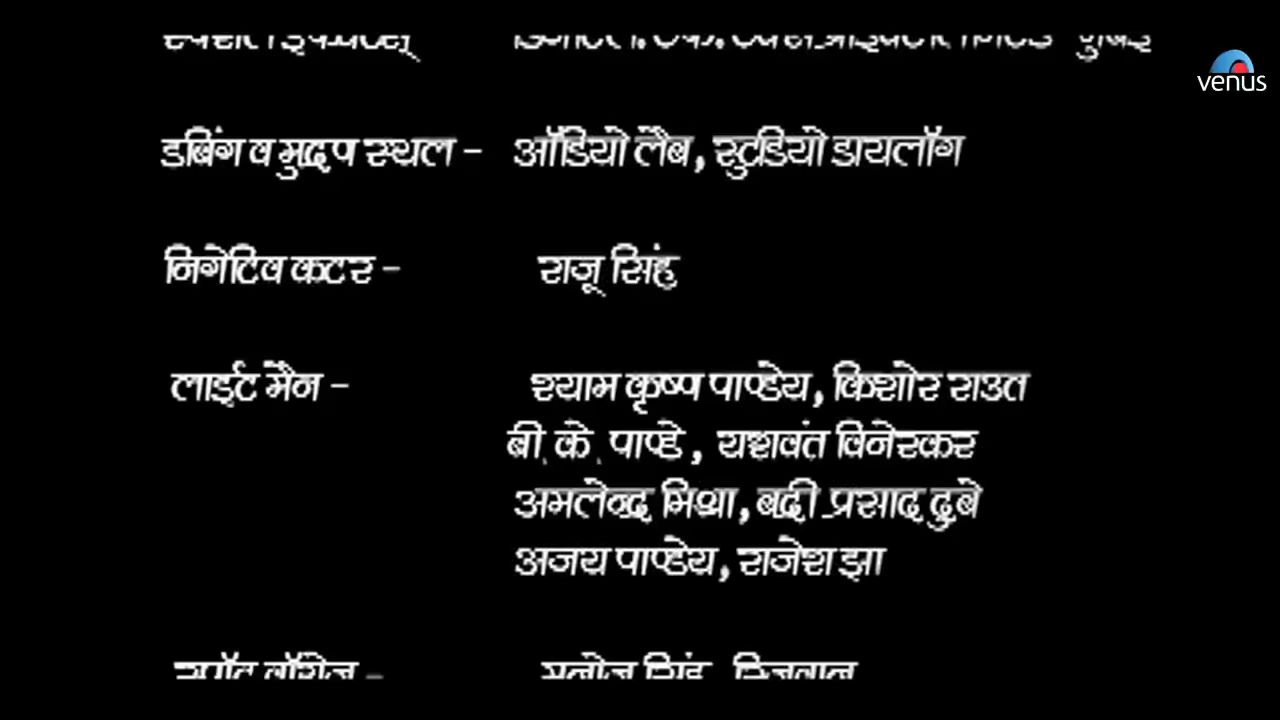 venus
डबिंग व मुद्रण स्थल - ऑडियो लैब, स्टुडियो डायलॉग
निगेटिव कटर - राजू सिंह
लाईट मैन - श्याम कृष्ण पाण्डेय, किशोर राउत
बी. के. पाण्डे, यशवंत विनेरकर
अमलेन्द्र मिश्रा, बद्री प्रसाद दुबे
अजय पाण्डेय, राजेश झा